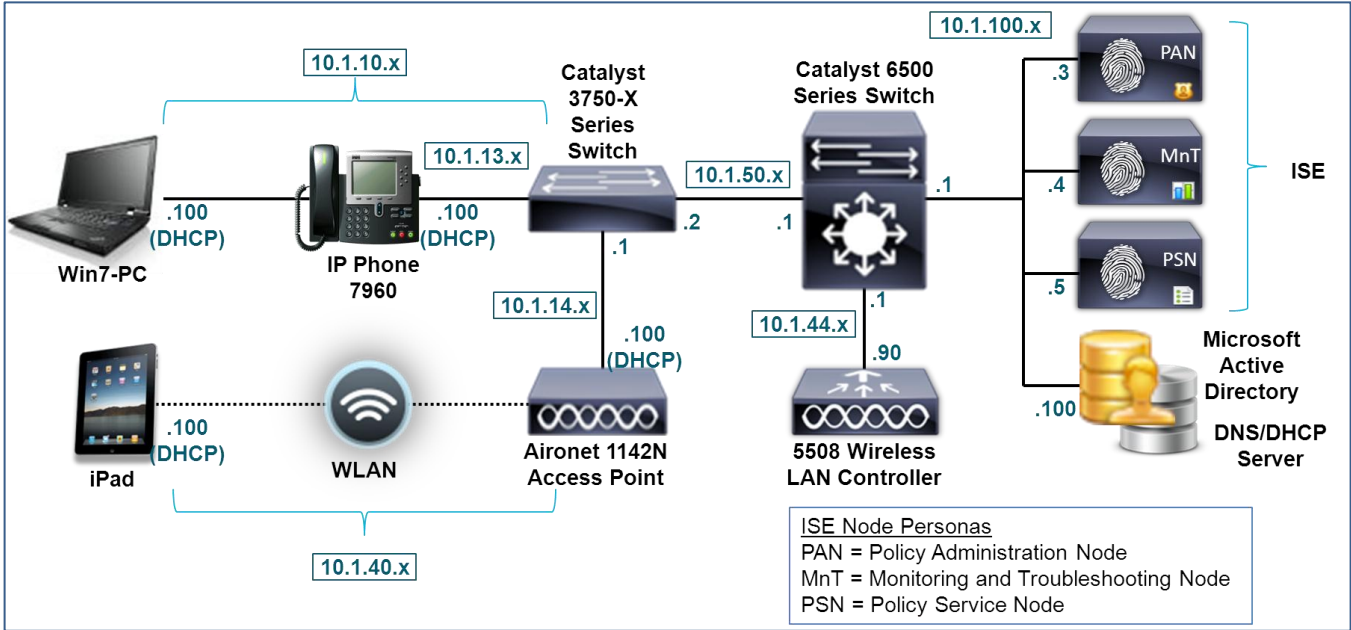 10.1.100.x
10.1.10.x
Catalyst
3750-X
Series
Switch
Catalyst 6500
Series Switch
PAN
.3
10.1.13.x
10.1.50.x
MnT
.4
ISE
.1
.100
(DHCP)
.100
(DHCP)
.2
.1
.1
PSN
.5
Win7-PC
IP Phone
7960
10.1.14.x
.1
10.1.44.x
.100
(DHCP)
.90
Microsoft
Active
Directory
.100
DNS/DHCP
Server
.100
(DHCP)
iPad
WLAN
Aironet 1142N
Access Point
5508 Wireless
LAN Controller
10.1.40.x
ISE Node Personas
PAN = Policy Administration Node
MnT = Monitoring and Troubleshooting Node
PSN = Policy Service Node